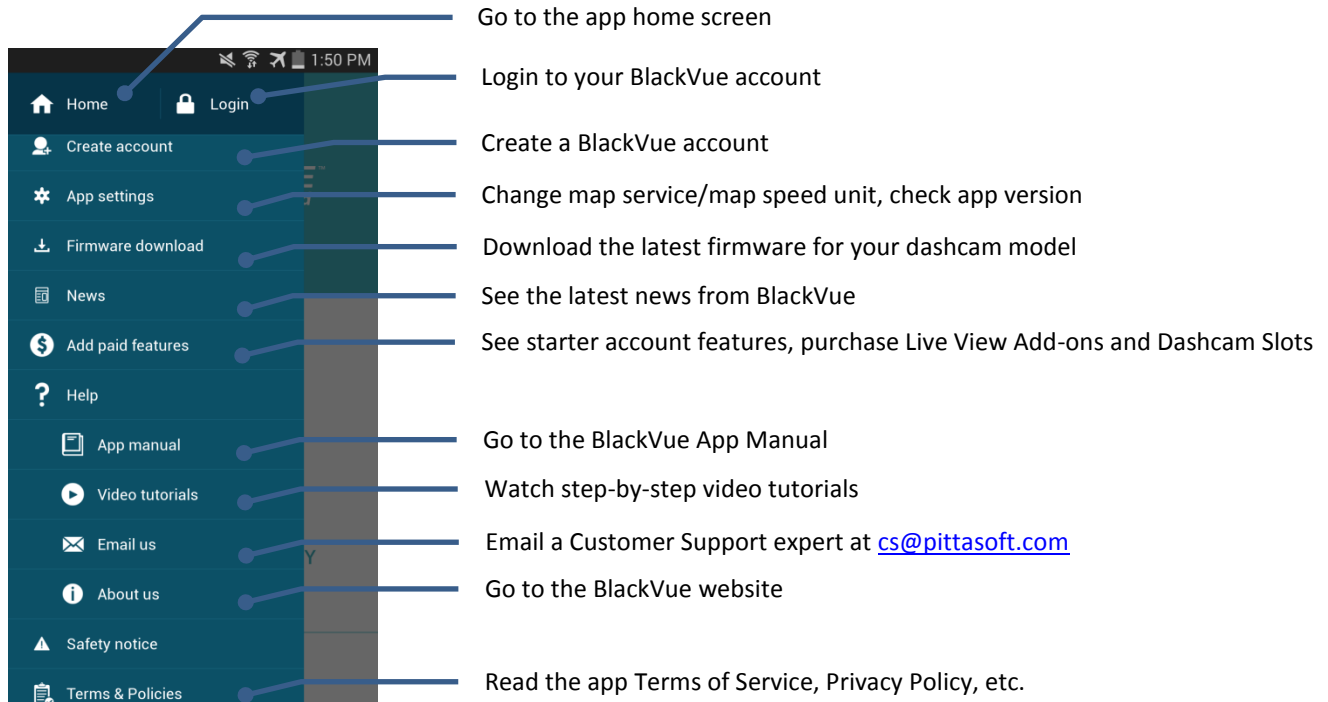 Go to the app home screen
1:50 PM
Home
Login
Login to your BlackVue account
Create account
Create a BlackVue account
App settings
Change map service/map speed unit, check app version
Firmware download
Download the latest firmware for your dashcam model
News
See the latest news from BlackVue
Add paid features
See starter account features, purchase Live View Add-ons and Dashcam Slots
Help
App manual
Go to the BlackVue App Manual
Video tutorials
Watch step-by-step video tutorials
Email us
Email a Customer Support expert at cs@pittasoft.com
Y
About us
Go to the BlackVue website
Safety notice
Terms & Policies
Read the app Terms of Service, Privacy Policy, etc.